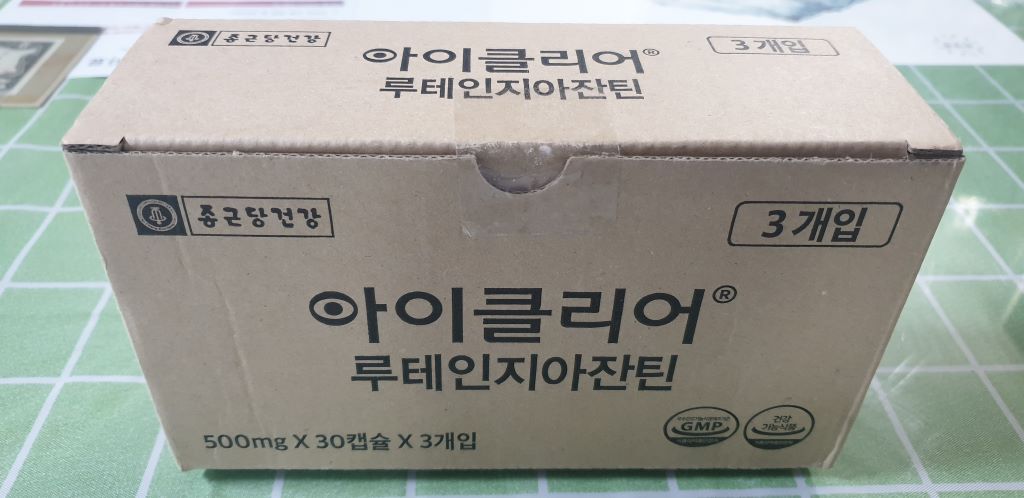 종근당건강
아이클리어®
3개입
루테인지아잔틴
종근당건강
3개입
아이클리어®
루테인지아잔틴
500mg X 30캡슐 X 3개입
GMP
건강
기능식품